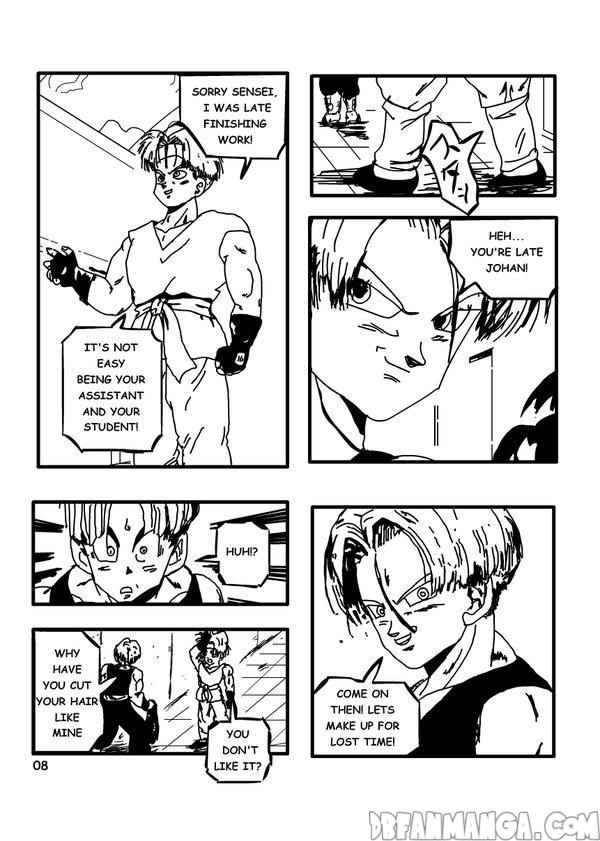 HEH...
YOU'RE LATE
JOHAN!
SORRY SENSEI,
I WAS LATE
FINISHING
WORK!
IT'S NOT
EASY
BEING YOUR
ASSISTANT
AND YOUR
STUDENT!
COME ON
THEN! LETS
MAKE UP FOR
LOST TIME!
HUH!?
WHY
HAVE
YOU CUT
YOUR HAIR
LIKE
MINE
YOU
DON'T
LIKE IT?
08
DBFANMANGA.COM